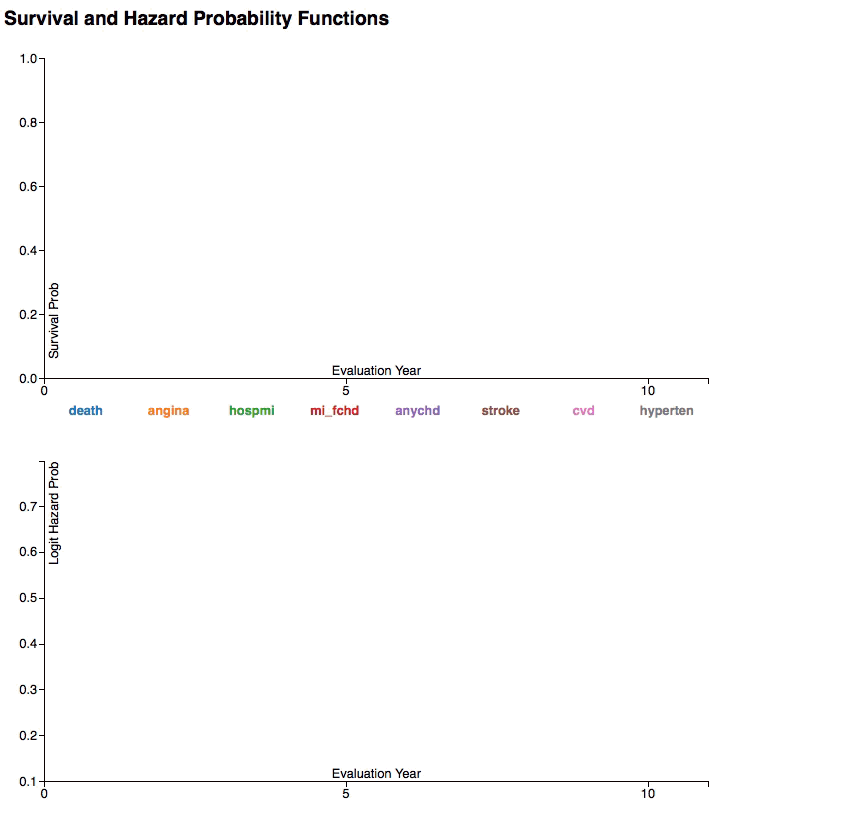 Survival and Hazard Probability Functions
1.0
0.8
0.6
0.4
0.2
0.0
Survival Prob
Evaluation Year
0 5 10
death angina hospmi mi_fchd anychd stroke cvd hyperten
Logit Hazard Prob
0.7
0.6
0.5
0.4
0.3
0.2
0.1
Evaluation Year
0 5 10